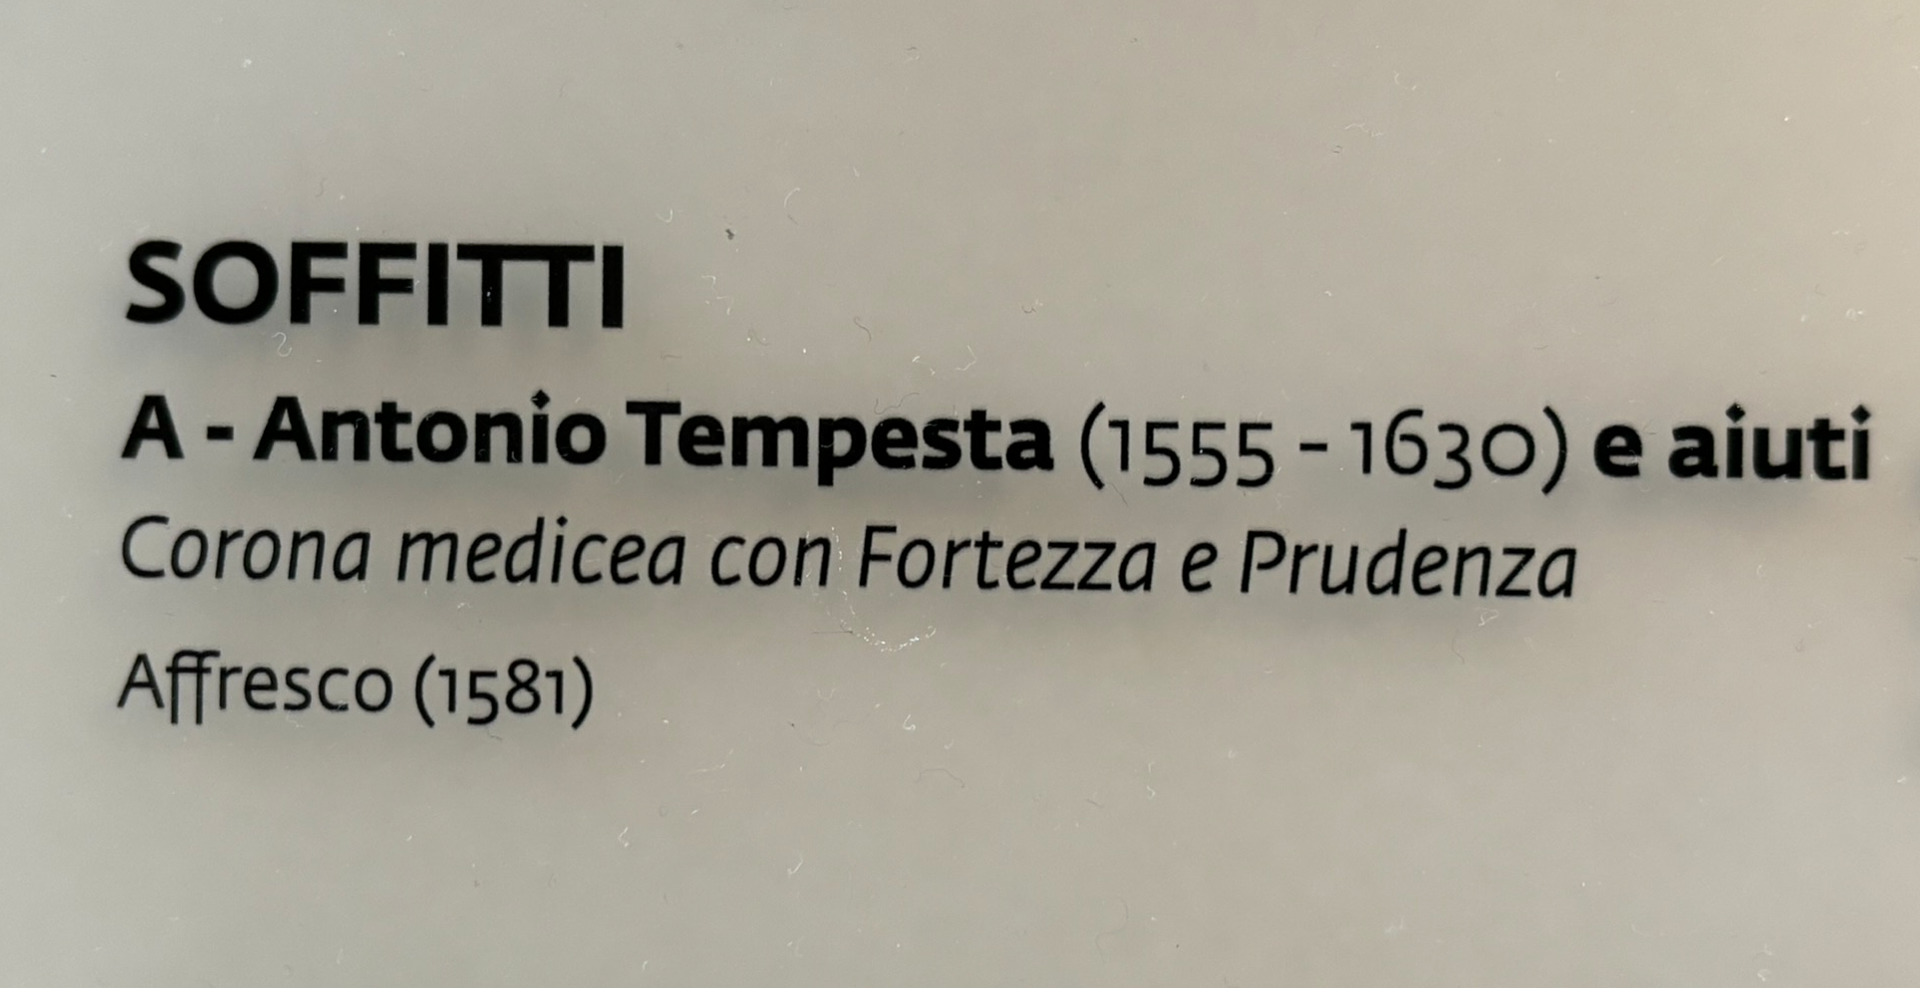 SOFFITTI
A - Antonio Tempesta (1555 - 1630) e aiuti
Corona medicea con Fortezza e Prudenza
Affresco (1581)